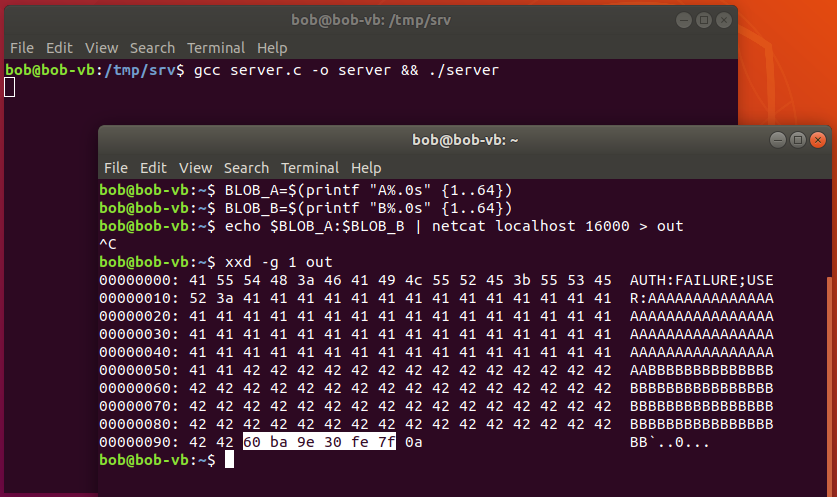 bob@bob-vb: /tmp/srv
File Edit View Search Terminal Help
bob@bob-vb:/tmp/srv$ gcc server.c -o server && ./server
bob@bob-vb: ~
File Edit View Search Terminal Help
bob@bob-vb:~$ BLOB_A=$(printf "A%.0s" {1..64})
bob@bob-vb:~$ BLOB_B=$(printf "B%.0s" {1..64})
bob@bob-vb:~$ echo $BLOB_A:$BLOB_B | netcat localhost 16000 > out
^C
bob@bob-vb:~$ xxd -g 1 out
00000000: 41 55 54 48 3a 46 41 49 4c 55 52 45 3b 55 53 45  AUTH:FAILURE;USE
00000010: 52 3a 41 41 41 41 41 41 41 41 41 41 41 41 41 41  R:AAAAAAAAAAAAAA
00000020: 41 41 41 41 41 41 41 41 41 41 41 41 41 41 41 41  AAAAAAAAAAAAAAAA
00000030: 41 41 41 41 41 41 41 41 41 41 41 41 41 41 41 41  AAAAAAAAAAAAAAAA
00000040: 41 41 41 41 41 41 41 41 41 41 41 41 41 41 41 41  AAAAAAAAAAAAAAAA
00000050: 41 41 42 42 42 42 42 42 42 42 42 42 42 42 42 42  AABBBBBBBBBBBBBB
00000060: 42 42 42 42 42 42 42 42 42 42 42 42 42 42 42 42  BBBBBBBBBBBBBBBB
00000070: 42 42 42 42 42 42 42 42 42 42 42 42 42 42 42 42  BBBBBBBBBBBBBBBB
00000080: 42 42 42 42 42 42 42 42 42 42 42 42 42 42 42 42  BBBBBBBBBBBBBBBB
00000090: 42 42 60 ba 9e 30 fe 7f 0a  BB`..0...
bob@bob-vb:~$